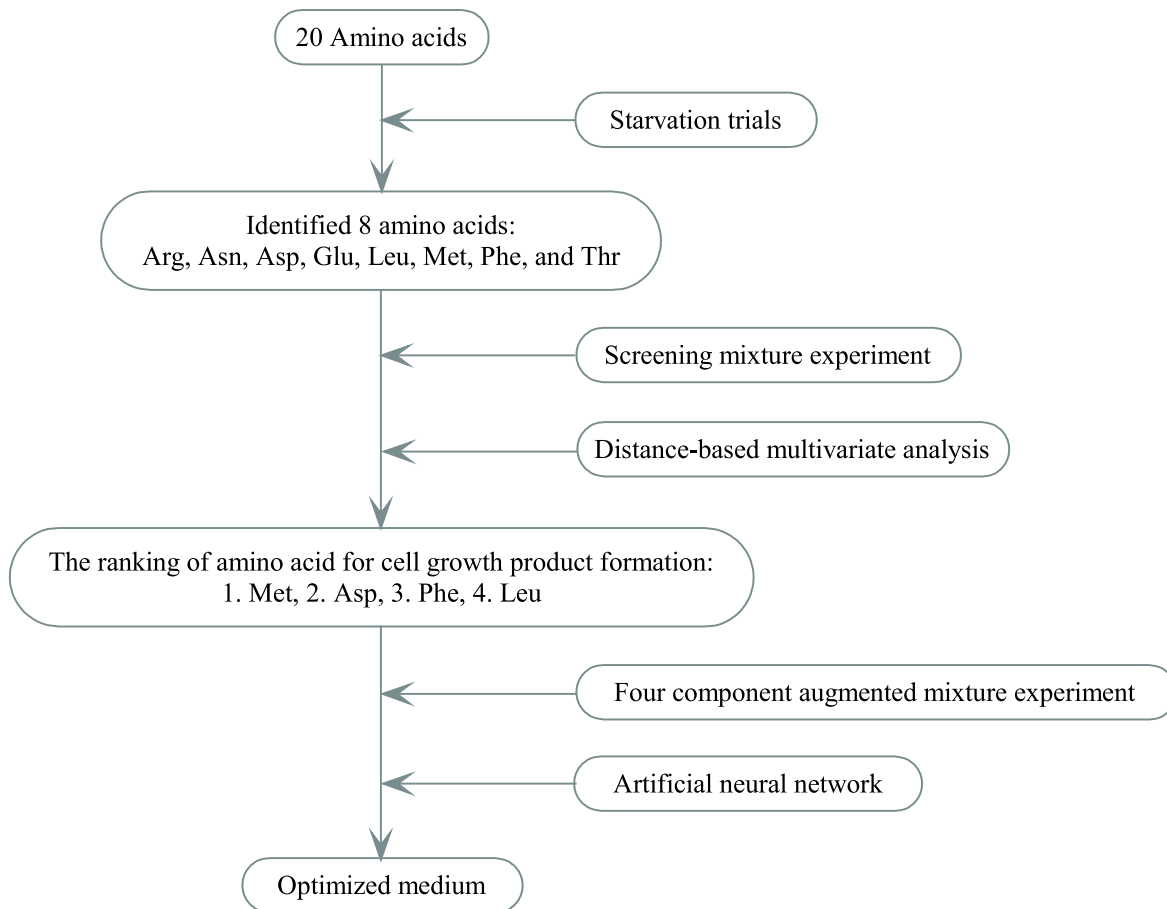 20 Amino acids
Starvation trials
Identified 8 amino acids:
Arg, Asn, Asp, Glu, Leu, Met, Phe, and Thr
Screening mixture experiment
Distance-based multivariate analysis
The ranking of amino acid for cell growth product formation:
1. Met, 2. Asp, 3. Phe, 4. Leu
Four component augmented mixture experiment
Artificial neural network
Optimized medium